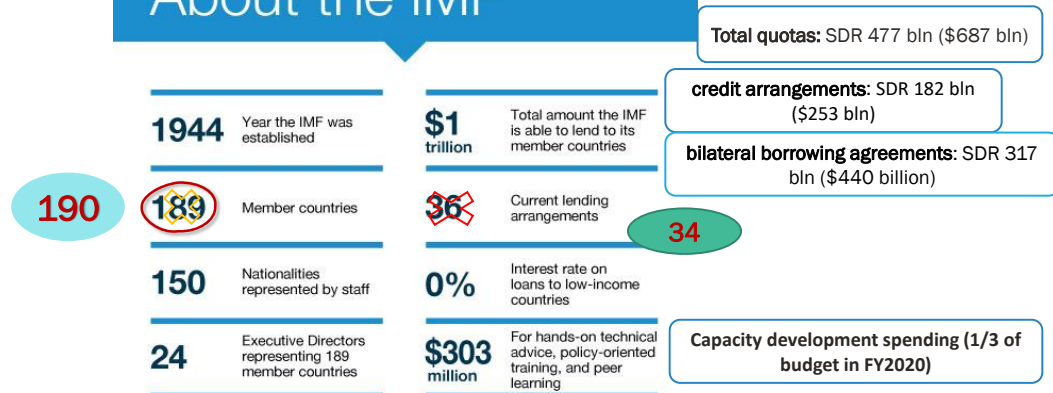 About the IMF
Total quotas: SDR 477 bln ($687 bln)
credit arrangements: SDR 182 bln
($253 bln)
bilateral borrowing agreements: SDR 317
bln ($440 billion)
1944
Year the IMF was
established
$1
trillion
Total amount the IMF
is able to lend to its
member countries
190
189
Member countries
36
Current lending
arrangements
34
150
Nationalities
represented by staff
0%
Interest rate on
loans to low-income
countries
24
Executive Directors
representing 189
member countries
$303
million
For hands-on technical
advice, policy-oriented
training, and peer
learning
Capacity development spending (1/3 of
budget in FY2020)